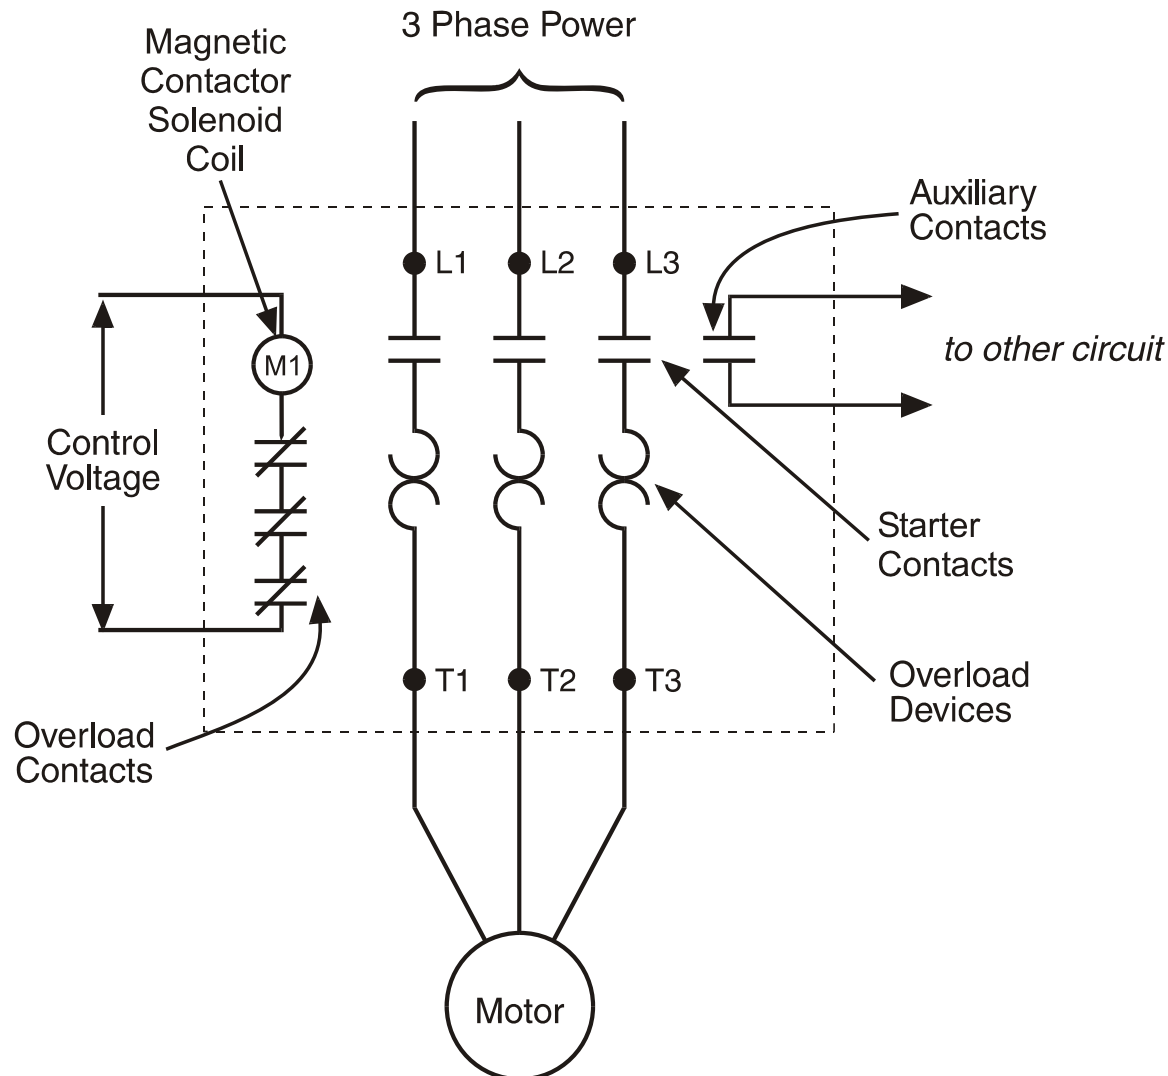 3 Phase Power
Magnetic
Contactor
Solenoid
Coil
Auxiliary
Contacts
L1
L2
L3
to other circuit
M1
Control
Voltage
Starter
Contacts
T1
T2
T3
Overload
Devices
Overload
Contacts
Motor